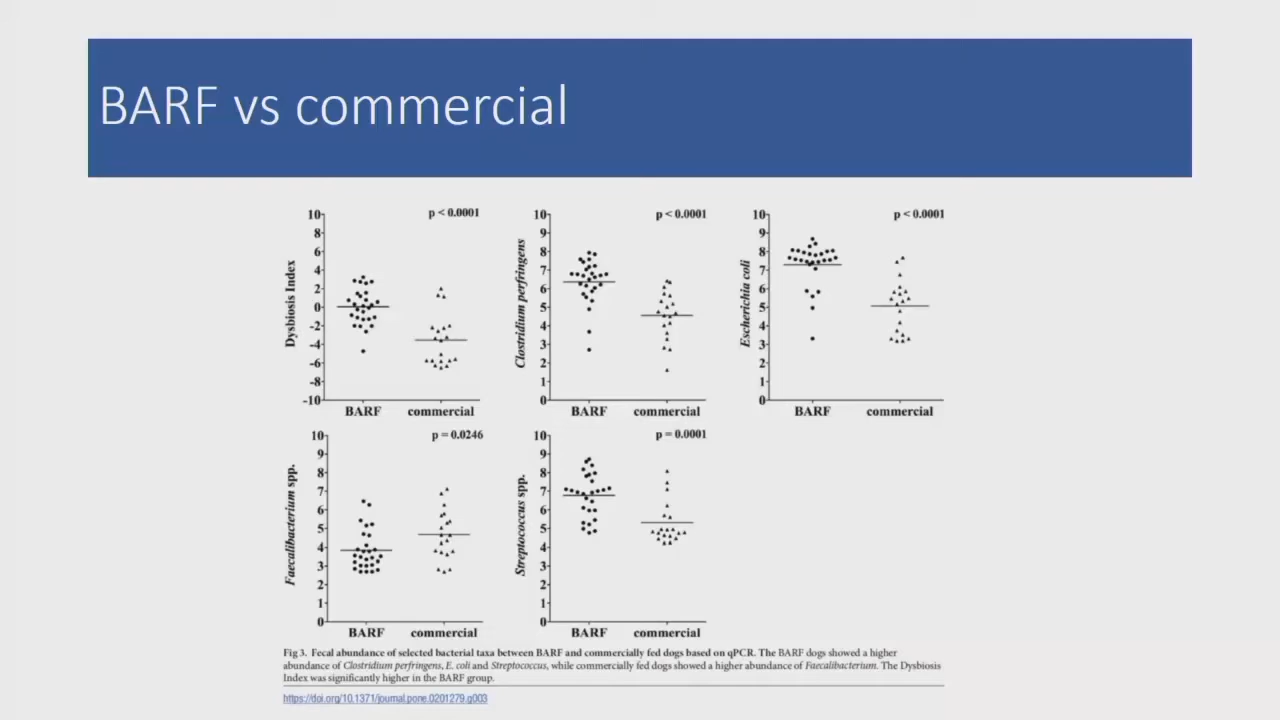 BARF vs commercial
p < 0.0001
10
8
6
4
2
0
-2
-4
-6
-8
-10
Dysbiosis Index
BARF commercial
p < 0.0001
10
9
8
7
6
5
4
3
2
1
0
Clostridium perfringens
BARF commercial
p < 0.0001
10
9
8
7
6
5
4
3
2
1
0
Escherichia coli
BARF commercial
p = 0.0246
10
9
8
7
6
5
4
3
2
1
0
Faecalibacterium spp.
BARF commercial
p = 0.0001
10
9
8
7
6
5
4
3
2
1
0
Streptococcus spp.
BARF commercial
Fig 3. Fecal abundance of selected bacterial taxa between BARF and commercially fed dogs based on qPCR. The BARF dogs showed a higher
abundance of Clostridium perfringens, E. coli and Streptococcus, while commercially fed dogs showed a higher abundance of Faecalibacterium. The Dysbiosis
Index was significantly higher in the BARF group.
https://doi.org/10.1371/journal.pone.0201279.g003